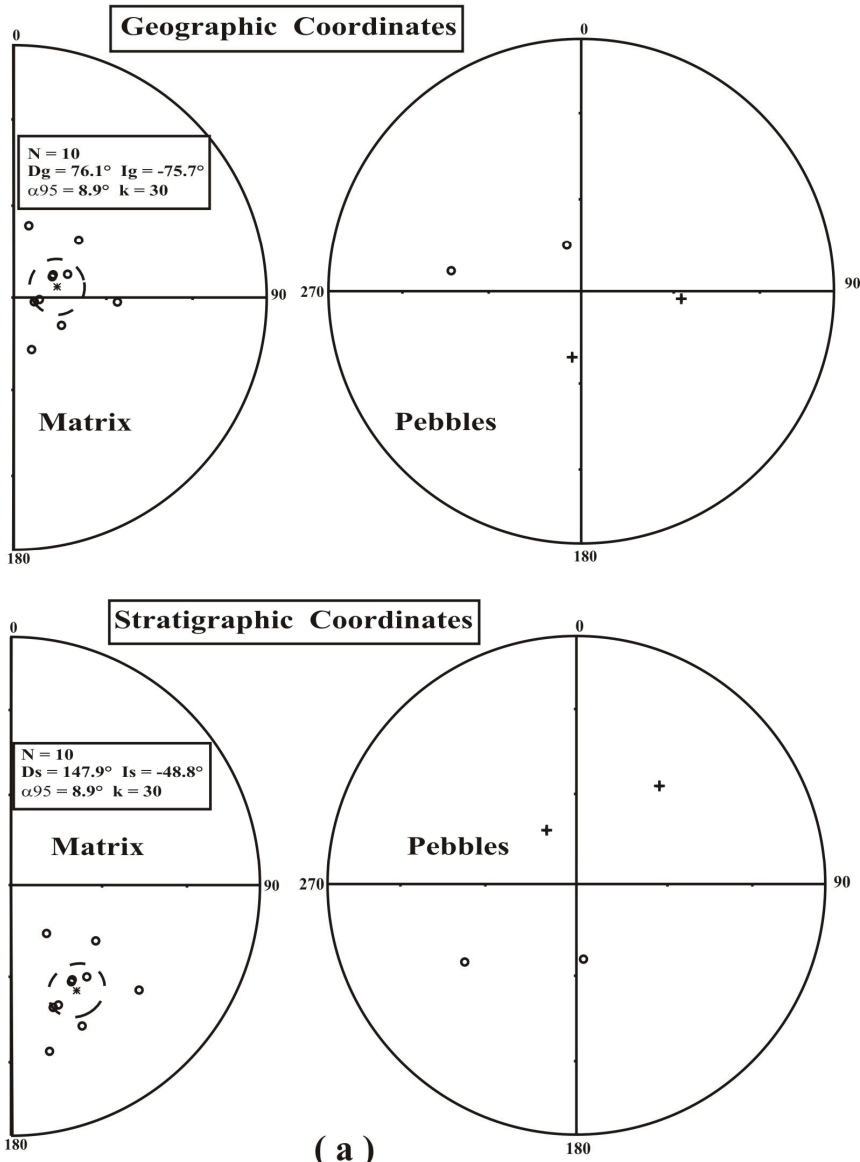 Geographic Coordinates
0
0
N = 10
Dg = 76.1° Ig = -75.7°
α95 = 8.9° k = 30
90
270
90
Matrix
Pebbles
180
180
Stratigraphic Coordinates
0
0
N = 10
Ds = 147.9° Is = -48.8°
α95 = 8.9° k = 30
Matrix
Pebbles
90
270
90
180
(a)
180